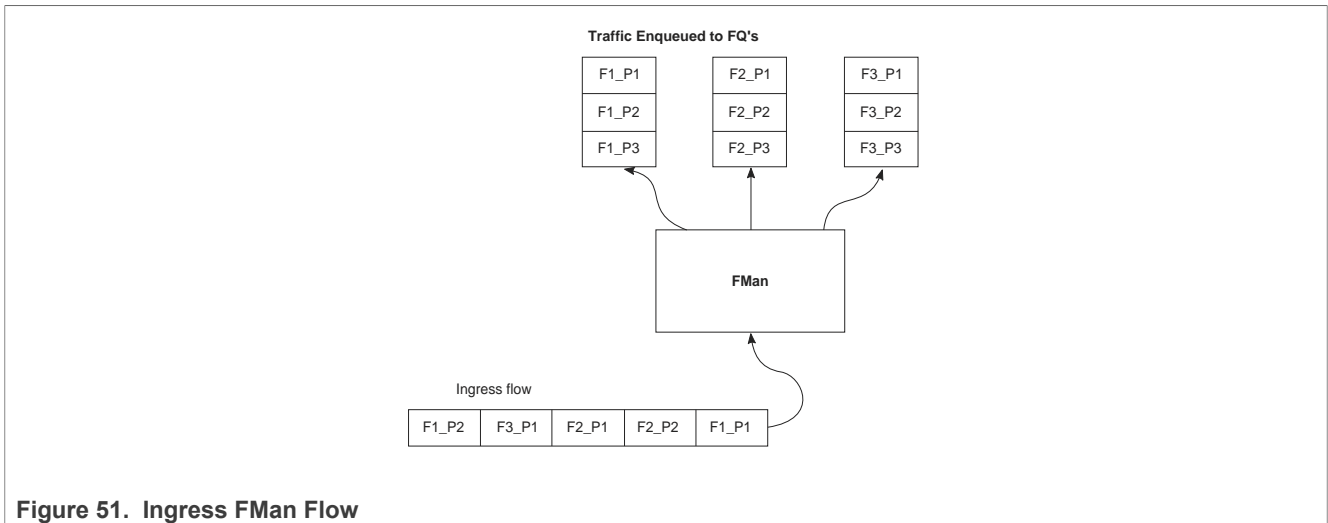 Traffic Enqueued to FQ's
F1_P1 F2_P1 F3_P1
F1_P2 F2_P2 F3_P2
F1_P3 F2_P3 F3_P3
FMan
Ingress flow
F1_P2 F3_P1 F2_P1 F2_P2 F1_P1
Figure 51. Ingress FMan Flow